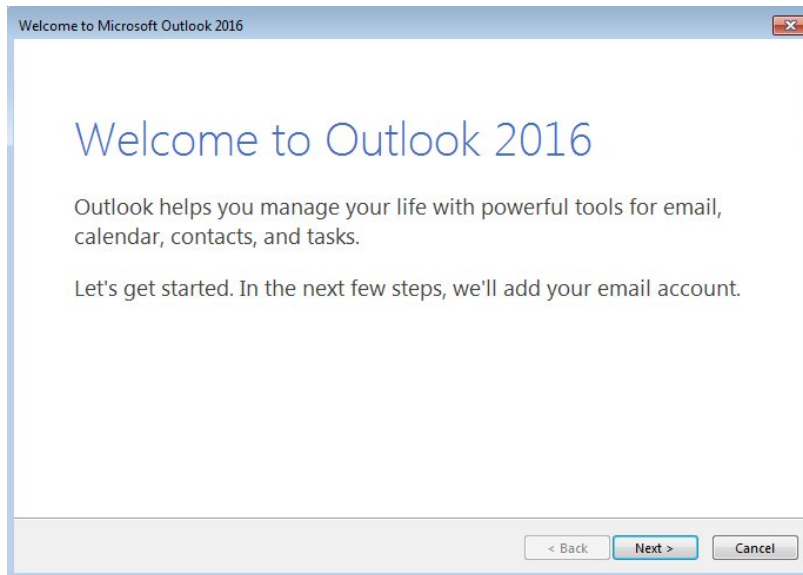 Welcome to Microsoft Outlook 2016
Welcome to Outlook 2016
Outlook helps you manage your life with powerful tools for email,
calendar, contacts, and tasks.
Let's get started. In the next few steps, we'll add your email account.
< Back Next > Cancel